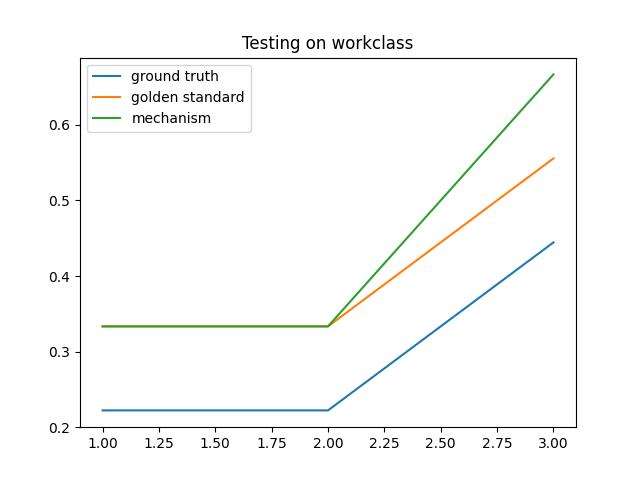 Testing on workclass
ground truth
golden standard
mechanism
0.6
0.5
0.4
0.3
0.2
1.00 1.25 1.50 1.75 2.00 2.25 2.50 2.75 3.00